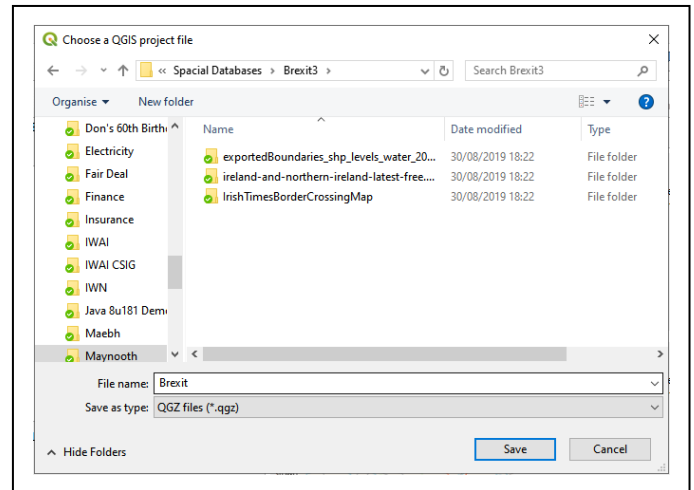 Choose a QGIS project file
« Spacial Databases > Brexit3 >
Search Brexit3
Organise
New folder
Name
Date modified
Type
Don's 60th Birth
Electricity
Fair Deal
Finance
Insurance
IWAI
IWAI CSIG
IWN
Java 8u181 Dem
Maebh
Maynooth
exportedBoundaries_shp_levels_water_20... 30/08/2019 18:22 File folder
ireland-and-northern-ireland-latest-free.... 30/08/2019 18:22 File folder
IrishTimesBorderCrossingMap 30/08/2019 18:22 File folder
File name: Brexit
Save as type: QGZ files (*.qgz)
Hide Folders
Save
Cancel